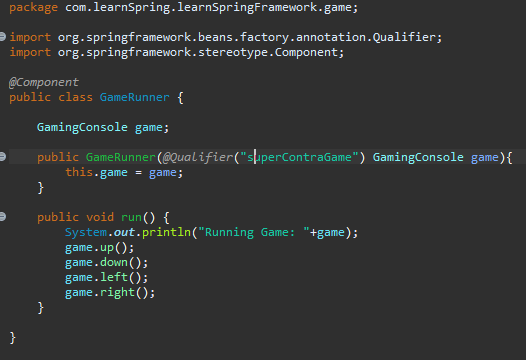 package com.learnSpring.learnSpringFramework.game;
import org.springframework.beans.factory.annotation.Qualifier;
import org.springframework.stereotype.Component;
@Component
public class GameRunner {
GamingConsole game;
public GameRunner(@Qualifier("superContraGame") GamingConsole game){
this.game = game;
}
public void run() {
System.out.println("Running Game: "+game);
game.up();
game.down();
game.left();
game.right();
}
}